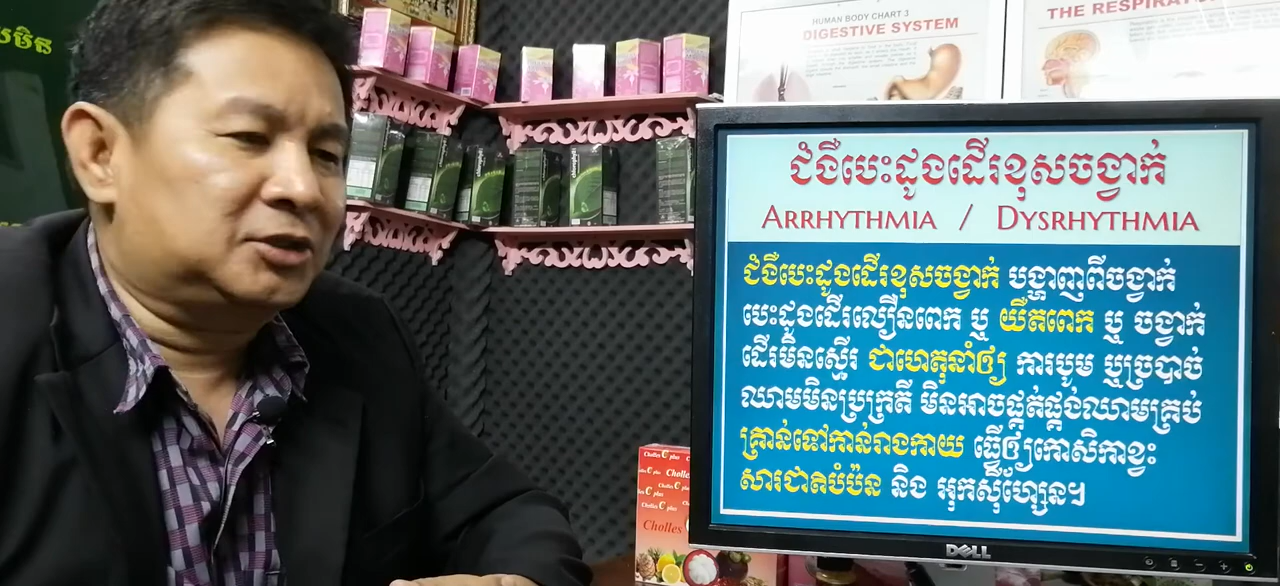 HUMAN BODY CHART 3
DIGESTIVE SYSTEM
THE RESPIRAT
ជំងឺបេះដូងដើរខុសចង្វាក់
ARRHYTHMIA / DYSRHYTHMIA
ជំងឺបេះដូងដើរខុសចង្វាក់ បង្ហាញពីចង្វាក់
បេះដូងដើរលឿនពេក ឬ យឺតពេក ឬ ចង្វាក់
ដើរមិនស្មើរ ជាហេតុនាំឲ្យ ការបូម ឬច្របាច់
ឈាមមិនប្រក្រតី មិនអាចផ្គត់ផ្គង់ឈាមគ្រប់
គ្រាន់ទៅកាន់រាងកាយ ធ្វើឲ្យកោសិកាខ្វះ
សារជាតិបំប៉ន និង អុកស៊ីហ្សែន។
Cholles C plus
Cholles
DELL